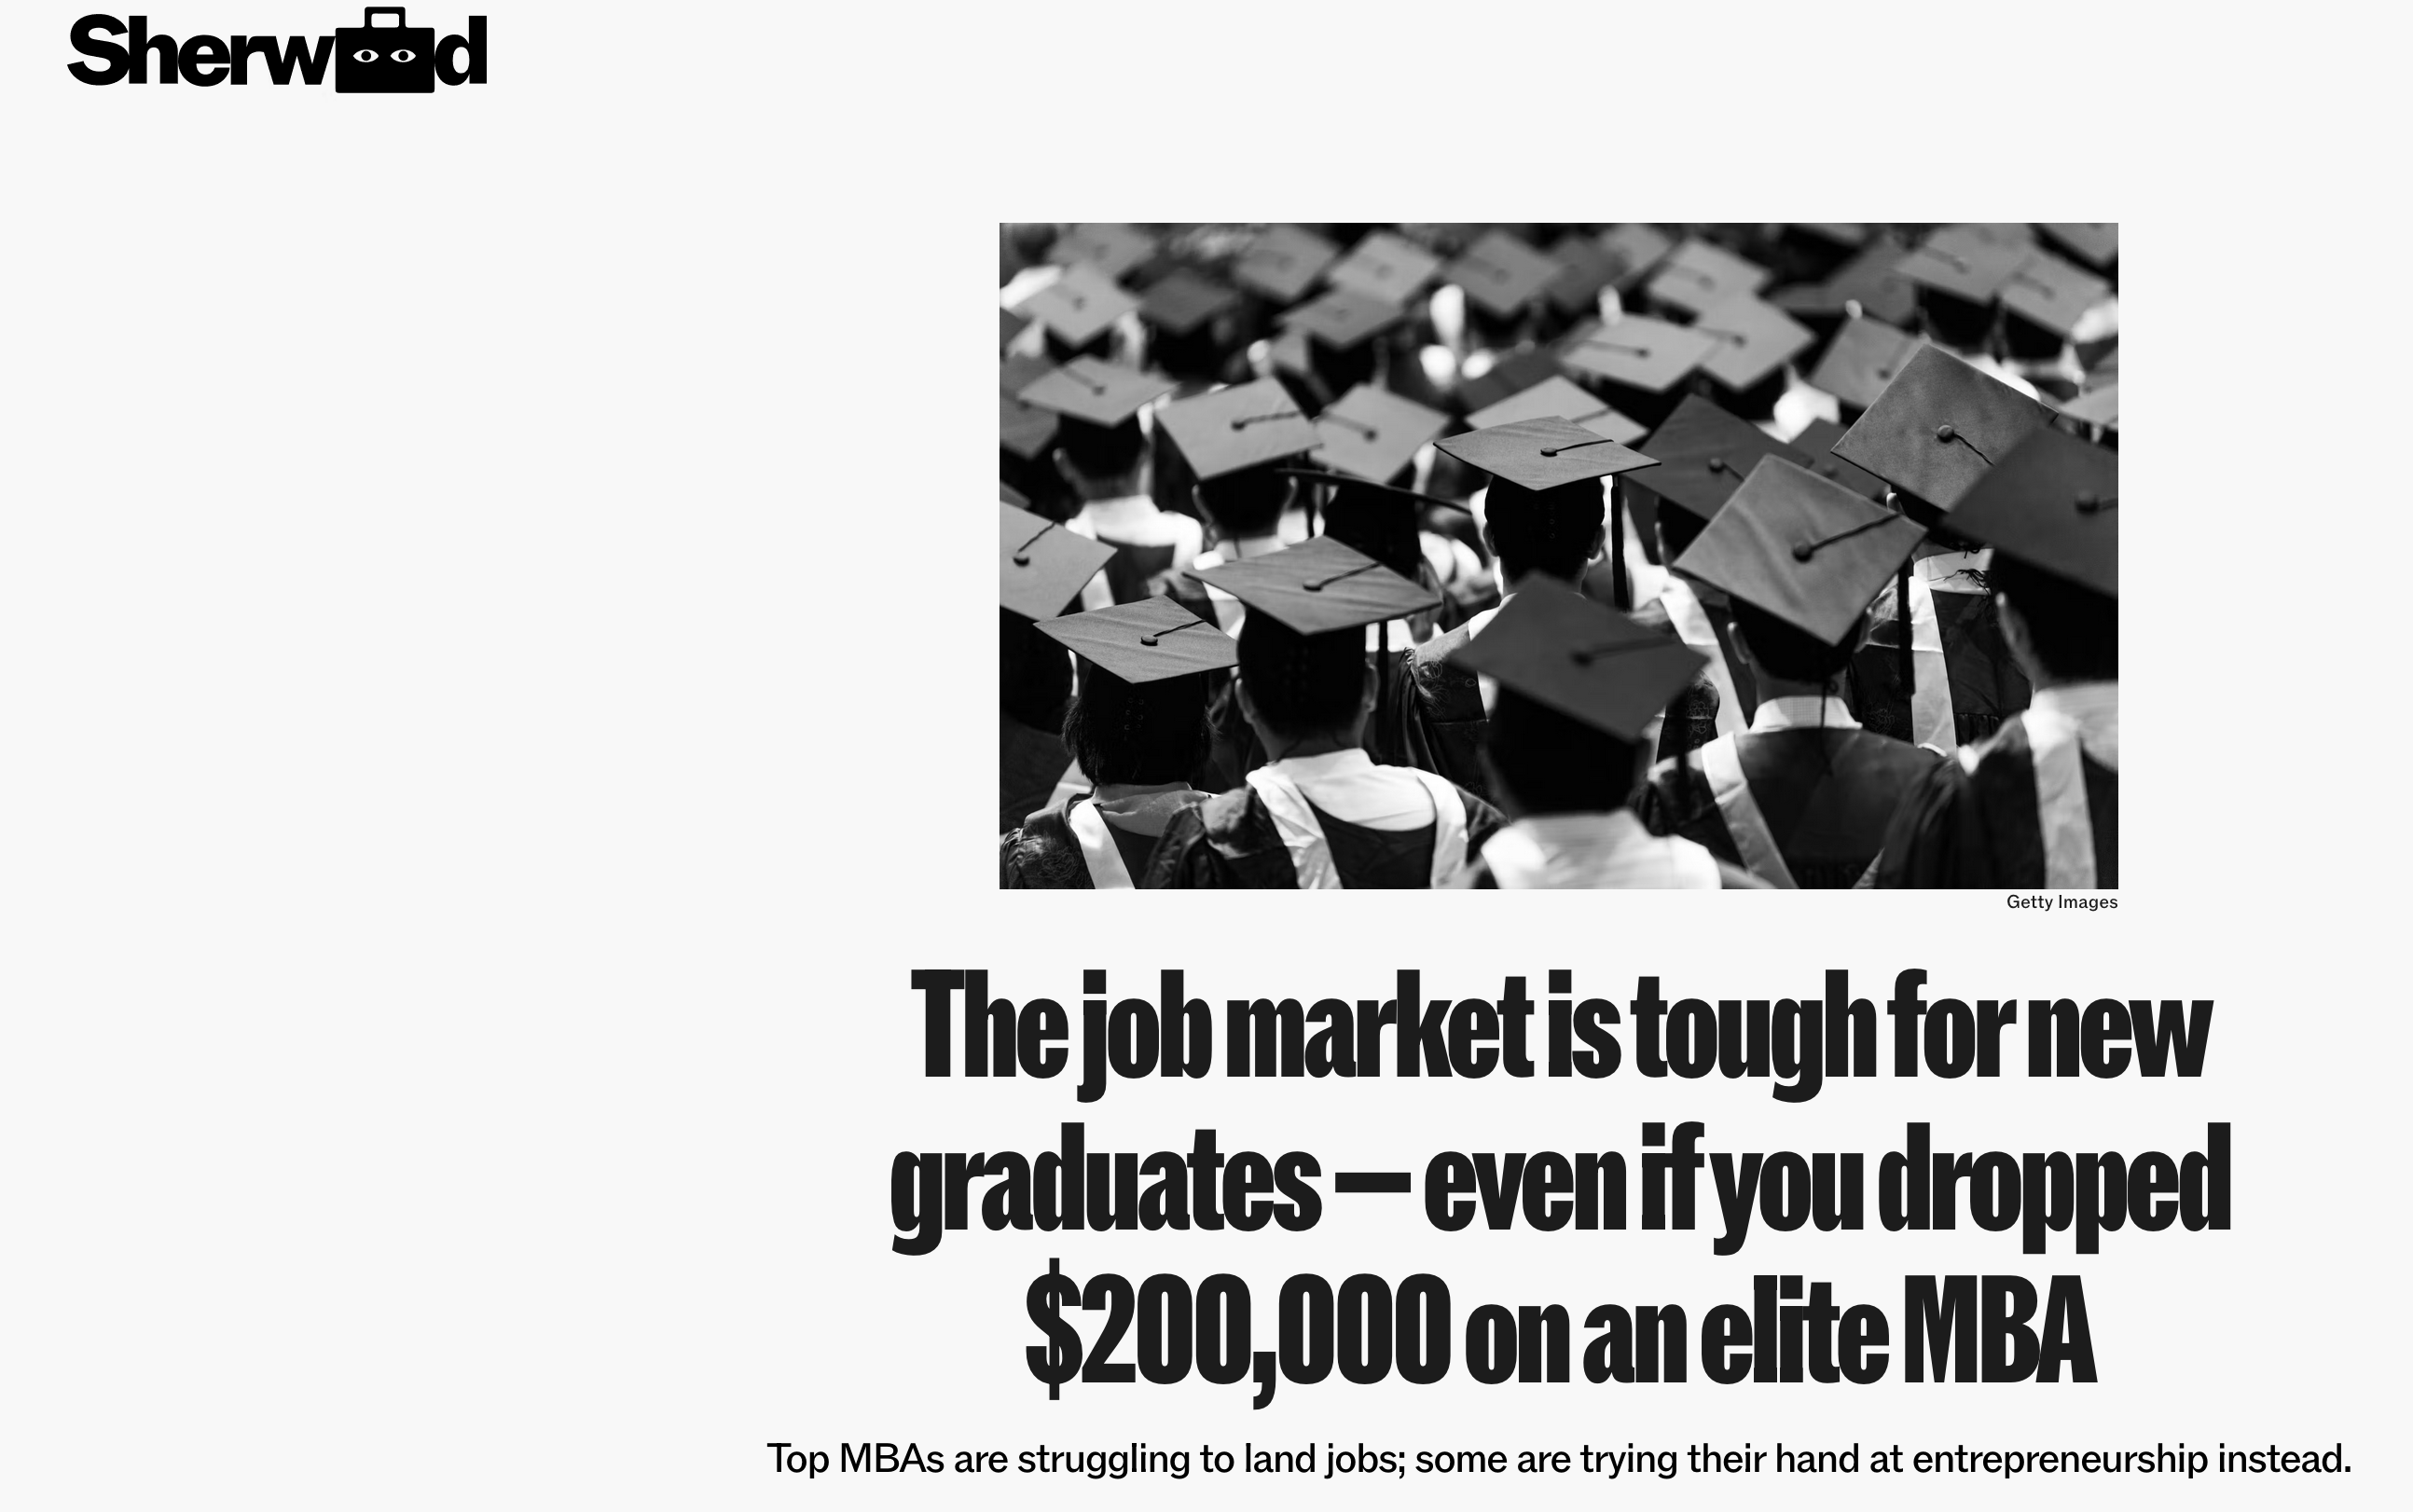 Sherwood
Getty Images
The job market is tough for new
graduates — even if you dropped
$200,000 on an elite MBA
Top MBAs are struggling to land jobs; some are trying their hand at entrepreneurship instead.